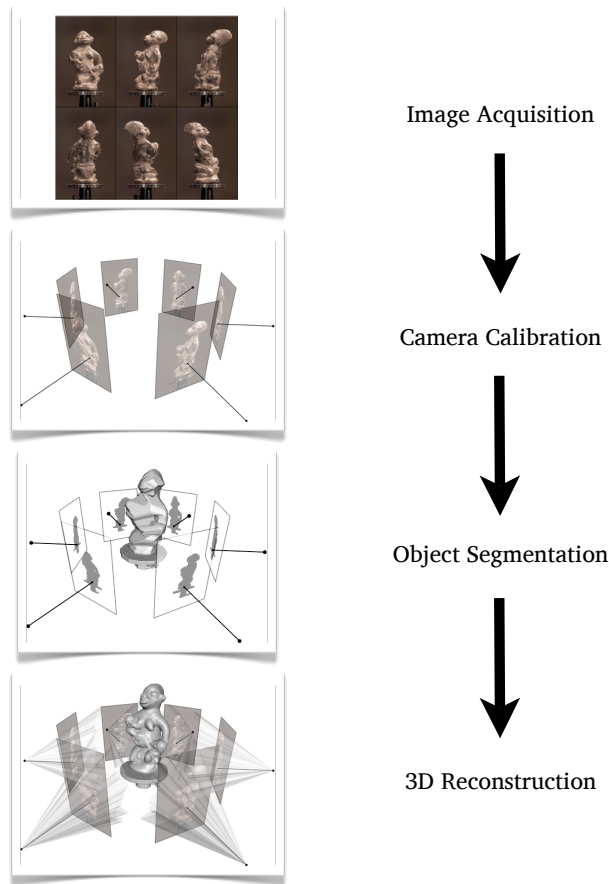 Image Acquisition
Camera Calibration
Object Segmentation
3D Reconstruction